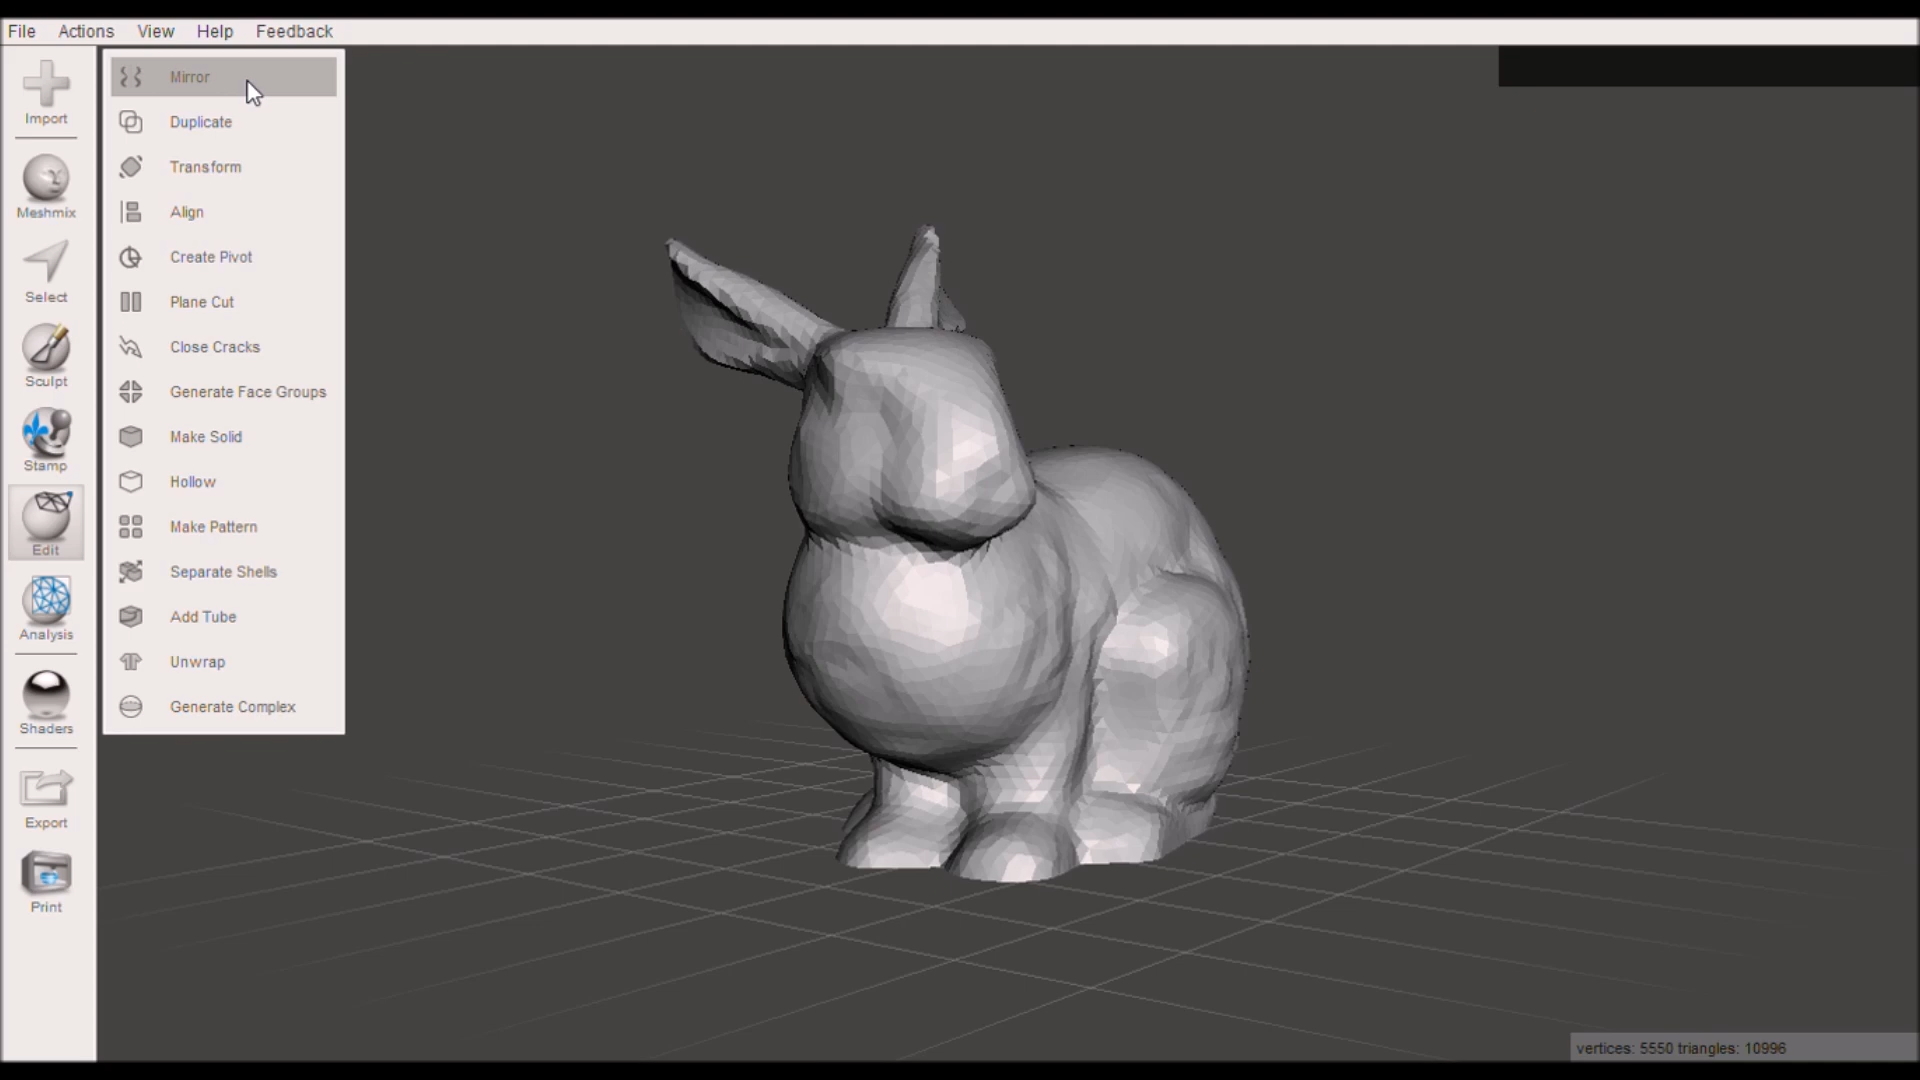 File Actions View Help Feedback
Import
Meshmix
Select
Sculpt
Stamp
Edit
Analysis
Shaders
Export
Print
Mirror
Duplicate
Transform
Align
Create Pivot
Plane Cut
Close Cracks
Generate Face Groups
Make Solid
Hollow
Make Pattern
Separate Shells
Add Tube
Unwrap
Generate Complex
vertices: 5550 triangles: 10996